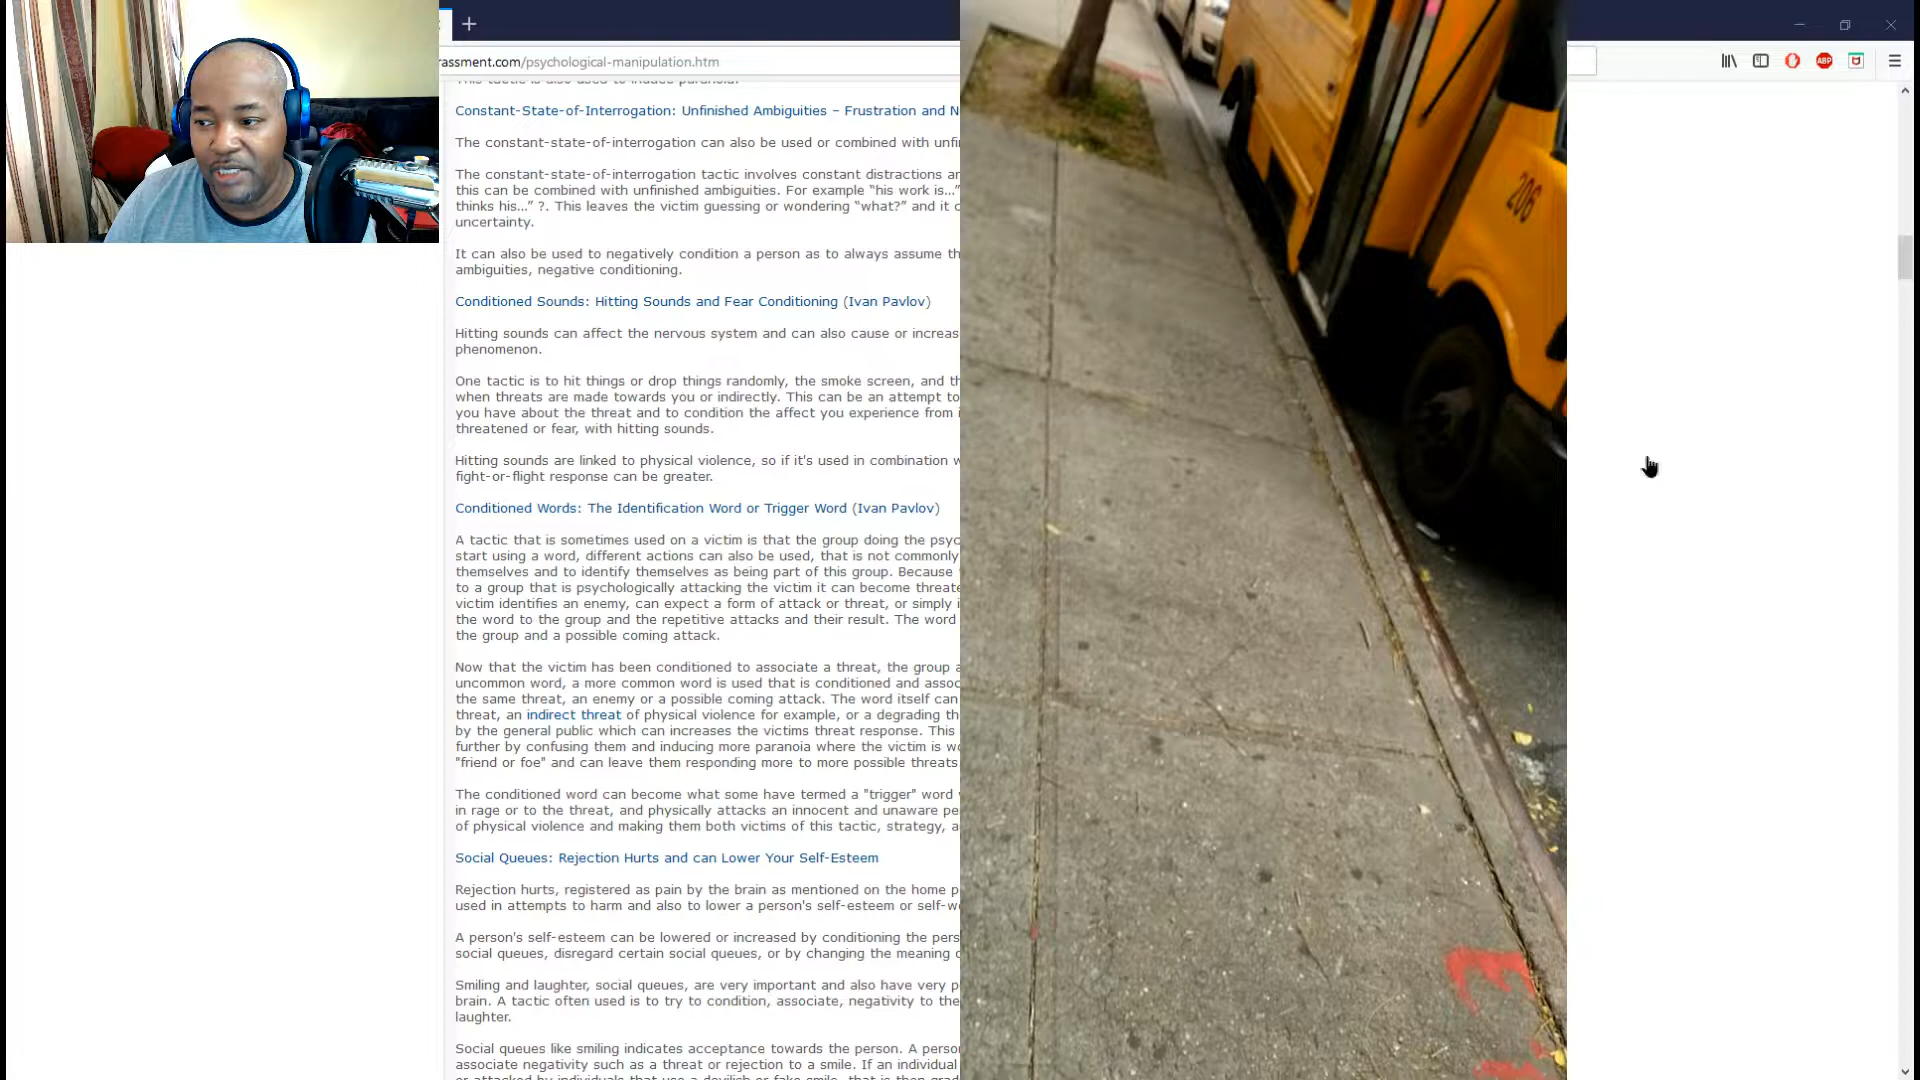 rassment.com/psychological-manipulation.htm
ABP
This tactic is also used to induce paranoia.
Constant-State-of-Interrogation: Unfinished Ambiguities – Frustration and N
The constant-state-of-interrogation can also be used or combined with unfi
The constant-state-of-interrogation tactic involves constant distractions an
this can be combined with unfinished ambiguities. For example “his work is...”
thinks his...” ?. This leaves the victim guessing or wondering “what?” and it c
uncertainty.
It can also be used to negatively condition a person as to always assume th
ambiguities, negative conditioning.
Conditioned Sounds: Hitting Sounds and Fear Conditioning (Ivan Pavlov)
Hitting sounds can affect the nervous system and can also cause or increas
phenomenon.
One tactic is to hit things or drop things randomly, the smoke screen, and th
when threats are made towards you or indirectly. This can be an attempt to
you have about the threat and to condition the affect you experience from i
threatened or fear, with hitting sounds.
Hitting sounds are linked to physical violence, so if it's used in combination w
fight-or-flight response can be greater.
Conditioned Words: The Identification Word or Trigger Word (Ivan Pavlov)
A tactic that is sometimes used on a victim is that the group doing the psyc
start using a word, different actions can also be used, that is not commonly
themselves and to identify themselves as being part of this group. Because
to a group that is psychologically attacking the victim it can become threate
victim identifies an enemy, can expect a form of attack or threat, or simply i
the word to the group and the repetitive attacks and their result. The word
the group and a possible coming attack.
Now that the victim has been conditioned to associate a threat, the group a
uncommon word, a more common word is used that is conditioned and assoc
the same threat, an enemy or a possible coming attack. The word itself can
threat, an indirect threat of physical violence for example, or a degrading th
by the general public which can increases the victims threat response. This
further by confusing them and inducing more paranoia where the victim is wo
"friend or foe" and can leave them responding more to more possible threats
The conditioned word can become what some have termed a "trigger" word
in rage or to the threat, and physically attacks an innocent and unaware pe
of physical violence and making them both victims of this tactic, strategy, a
Social Queues: Rejection Hurts and can Lower Your Self-Esteem
Rejection hurts, registered as pain by the brain as mentioned on the home p
used in attempts to harm and also to lower a person's self-esteem or self-wo
A person's self-esteem can be lowered or increased by conditioning the pers
social queues, disregard certain social queues, or by changing the meaning o
Smiling and laughter, social queues, are very important and also have very p
brain. A tactic often used is to try to condition, associate, negativity to the
laughter.
Social queues like smiling indicates acceptance towards the person. A perso
associate negativity such as a threat or rejection to a smile. If an individual
206